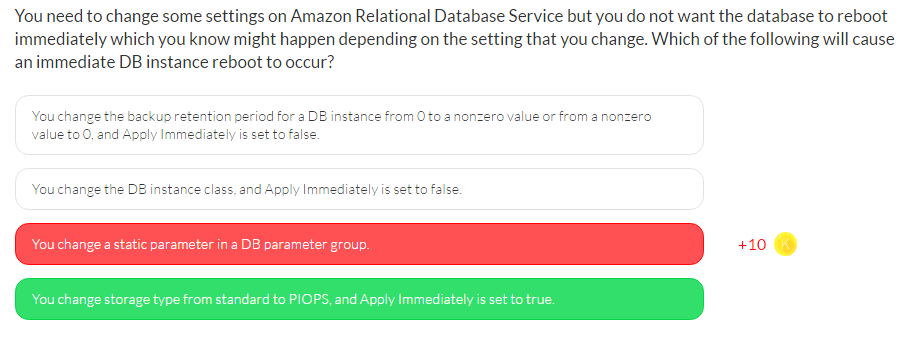 You need to change some settings on Amazon Relational Database Service but you do not want the database to reboot
immediately which you know might happen depending on the setting that you change. Which of the following will cause
an immediate DB instance reboot to occur?
You change the backup retention period for a DB instance from 0 to a nonzero value or from a nonzero
value to 0, and Apply Immediately is set to false.
You change the DB instance class, and Apply Immediately is set to false.
You change a static parameter in a DB parameter group.
+10 K
You change storage type from standard to PIOPS, and Apply Immediately is set to true.